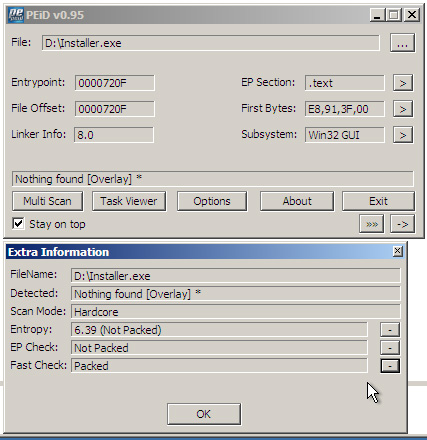 PEiD v0.95
File: D:\Installer.exe ...
Entrypoint: 0000720F EP Section: .text >
File Offset: 0000720F First Bytes: E8,91,3F,00 >
Linker Info: 8.0 Subsystem: Win32 GUI >
Nothing found [Overlay] *
Multi Scan Task Viewer Options About Exit
Stay on top »» ->
Extra Information
FileName: D:\Installer.exe
Detected: Nothing found [Overlay] *
Scan Mode: Hardcore
Entropy: 6.39 (Not Packed) -
EP Check: Not Packed -
Fast Check: Packed -
OK